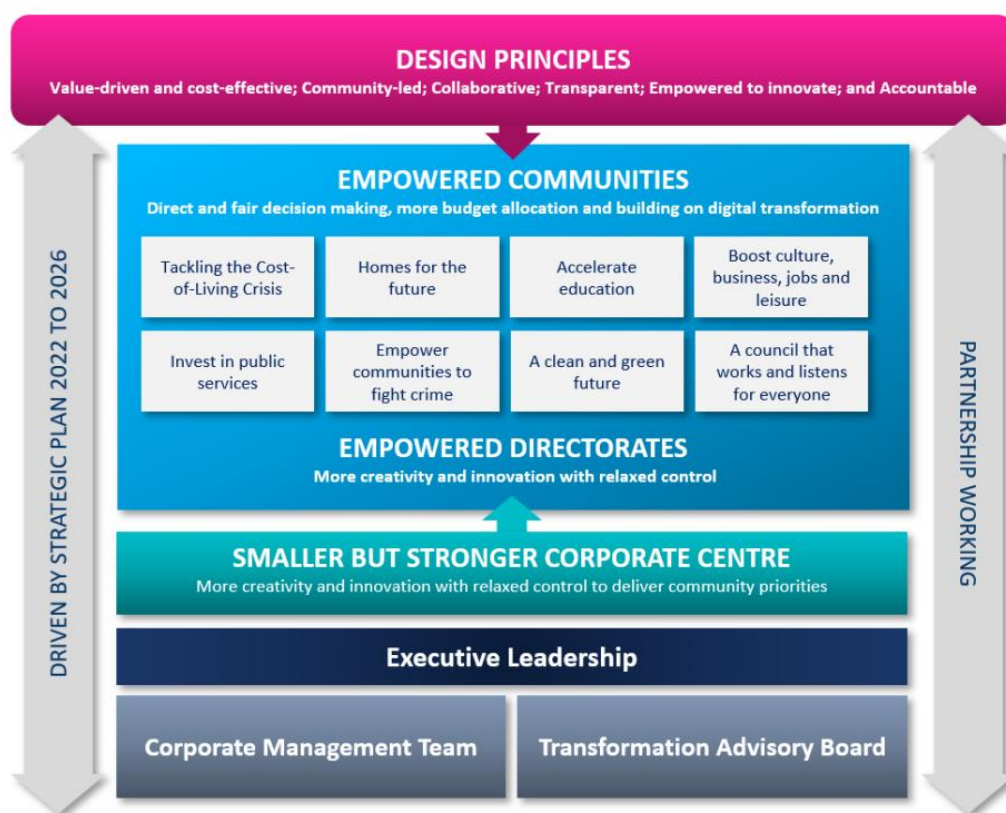 DESIGN PRINCIPLES
Value-driven and cost-effective; Community-led; Collaborative; Transparent; Empowered to innovate; and Accountable
DRIVEN BY STRATEGIC PLAN 2022 TO 2026
EMPOWERED COMMUNITIES
Direct and fair decision making, more budget allocation and building on digital transformation
Tackling the Cost-
of-Living Crisis
Homes for the
future
Accelerate
education
Boost culture,
business, jobs and
leisure
Invest in public
services
Empower
communities to
fight crime
A clean and green
future
A council that
works and listens
for everyone
EMPOWERED DIRECTORATES
More creativity and innovation with relaxed control
SMALLER BUT STRONGER CORPORATE CENTRE
More creativity and innovation with relaxed control to deliver community priorities
Executive Leadership
Corporate Management Team
Transformation Advisory Board
PARTNERSHIP WORKING